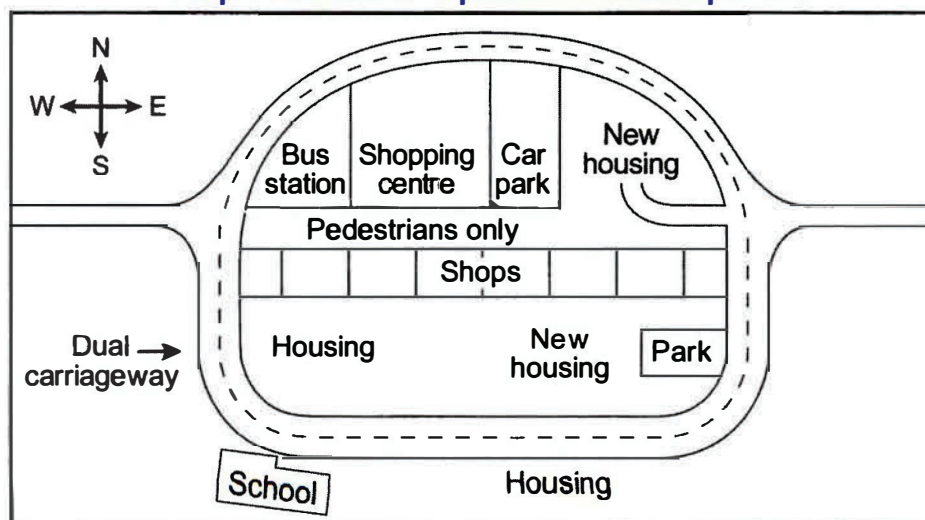 N
W E
S
Bus station
Shopping centre
Car park
New housing
Pedestrians only
Shops
Dual carriageway
Housing
New housing
Park
School
Housing